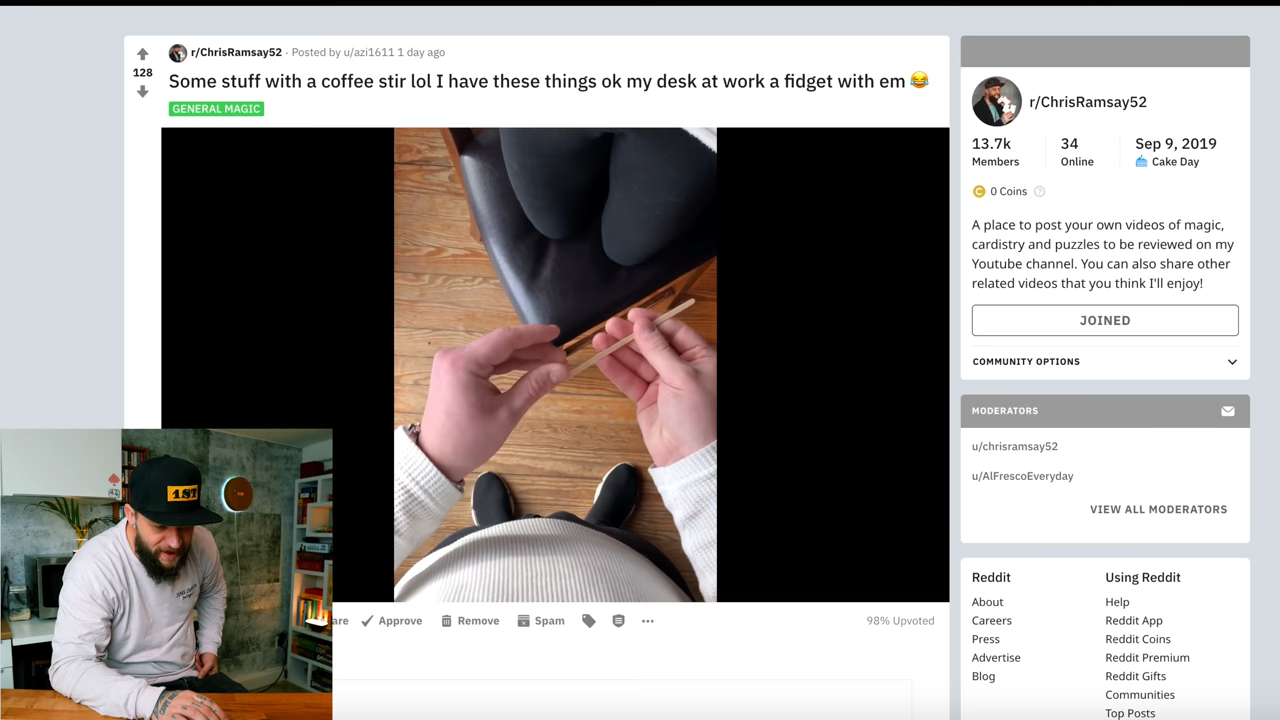 r/ChrisRamsay52 · Posted by u/azi1611 1 day ago
128
Some stuff with a coffee stir lol I have these things ok my desk at work a fidget with em 😂
GENERAL MAGIC
are Approve Remove Spam ••• 98% Upvoted
1ST
r/ChrisRamsay52
13.7k 34 Sep 9, 2019
Members Online Cake Day
C 0 Coins ?
A place to post your own videos of magic,
cardistry and puzzles to be reviewed on my
Youtube channel. You can also share other
related videos that you think I'll enjoy!
JOINED
COMMUNITY OPTIONS
MODERATORS
u/chrisramsay52
u/AlFrescoEveryday
VIEW ALL MODERATORS
Reddit Using Reddit
About Help
Careers Reddit App
Press Reddit Coins
Advertise Reddit Premium
Blog Reddit Gifts
Communities
Top Posts